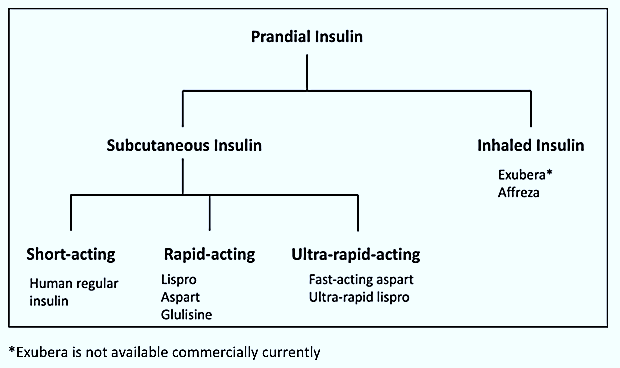 Prandial Insulin
Subcutaneous Insulin
Inhaled Insulin
Exubera*
Affreza
Short-acting
Human regular
insulin
Rapid-acting
Lispro
Aspart
Glulisine
Ultra-rapid-acting
Fast-acting aspart
Ultra-rapid lispro
*Exubera is not available commercially currently